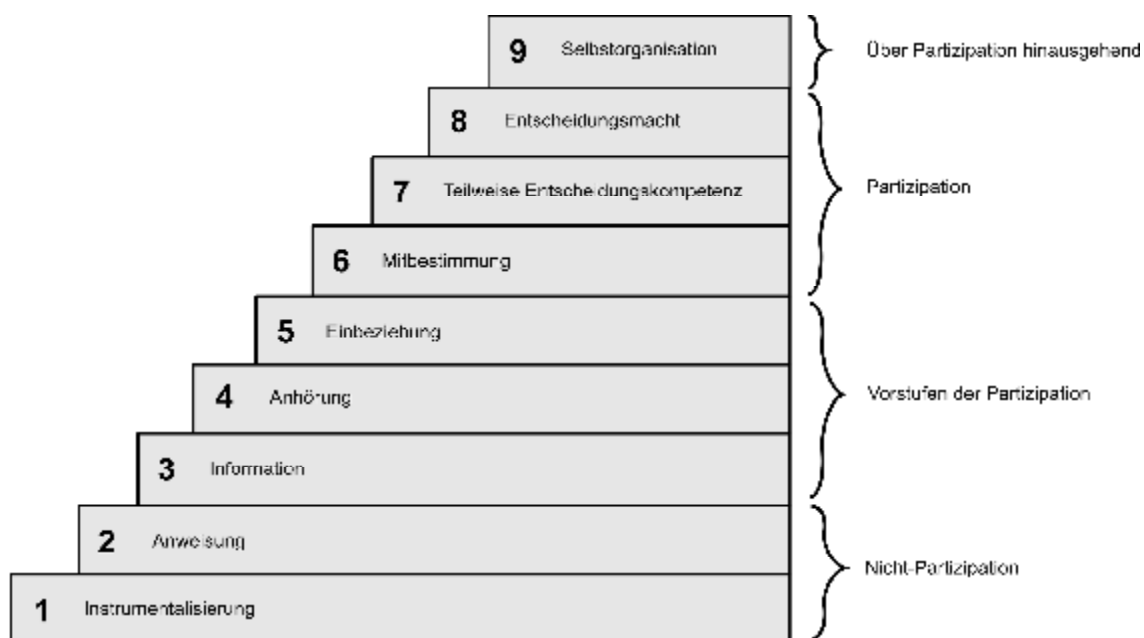 9 Selbstorganisation
Über Partizipation hinausgehend
8 Entscheidungsmacht
7 Teilweise Entscheidungskompetenz
Partizipation
6 Mitbestimmung
5 Einbeziehung
4 Anhörung
Vorstufen der Partizipation
3 Information
2 Anweisung
Nicht-Partizipation
1 Instrumentalisierung